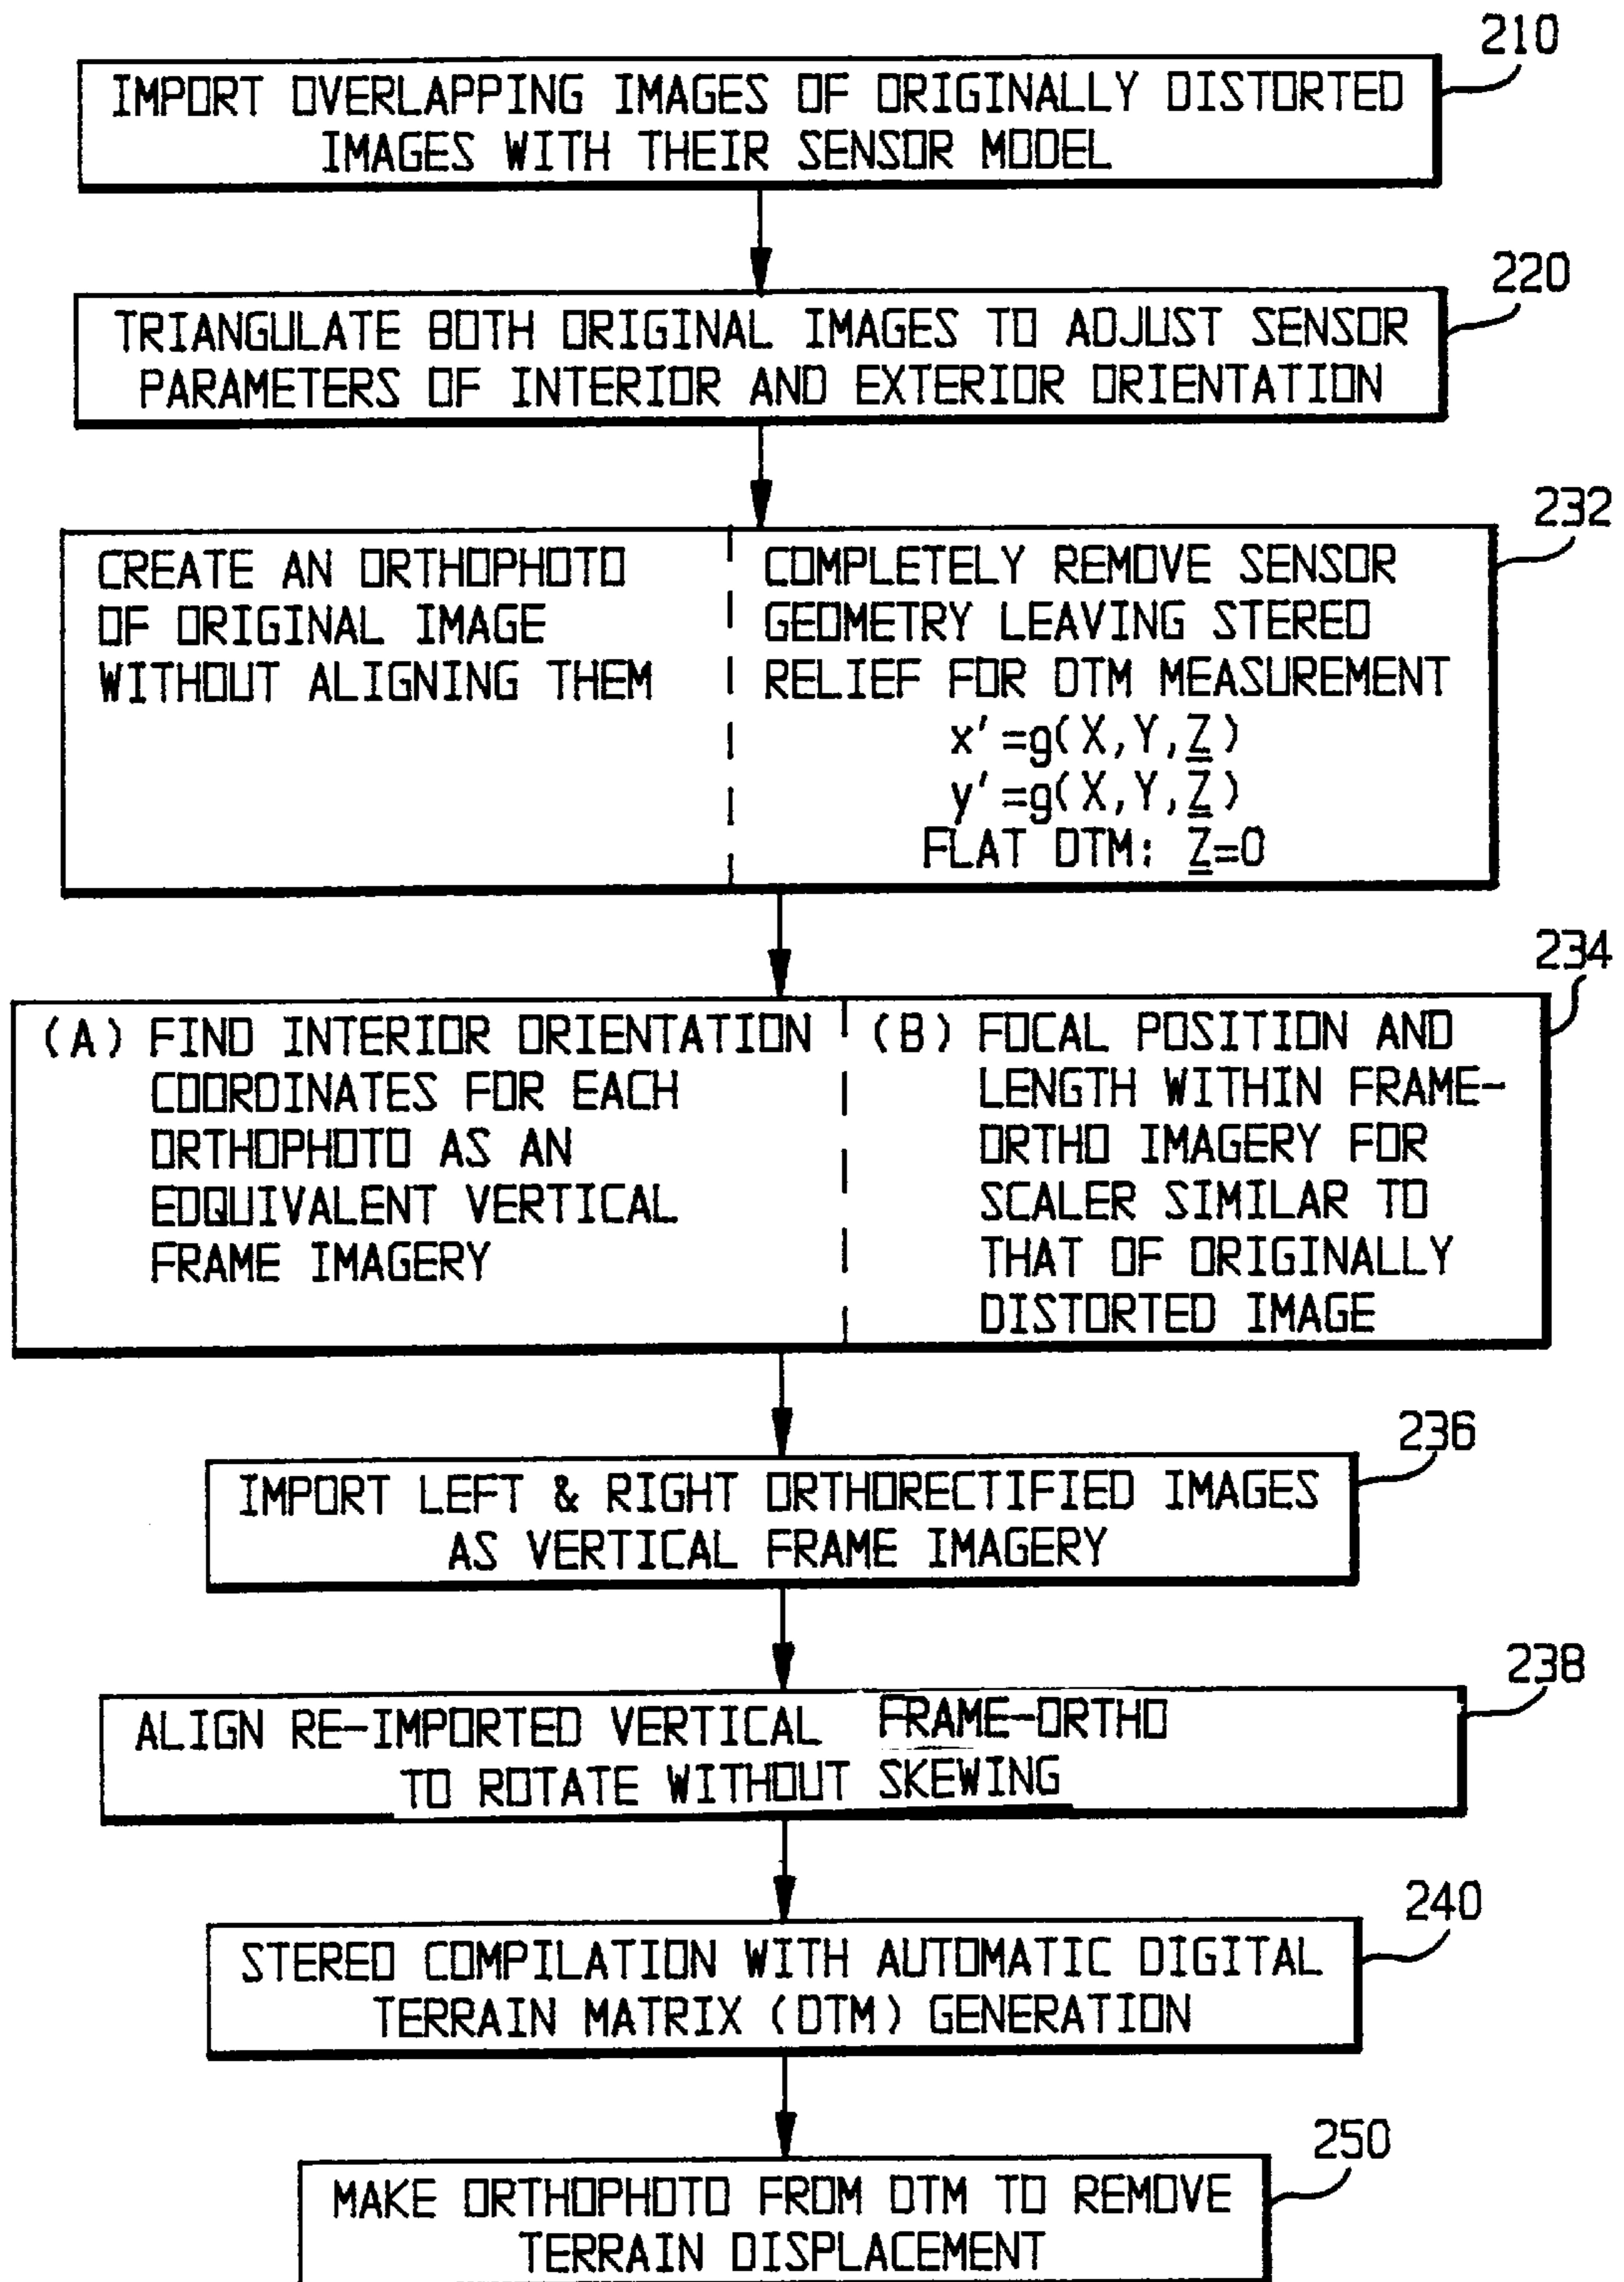 210
IMPORT OVERLAPPING IMAGES OF ORIGINALLY DISTORTED
IMAGES WITH THEIR SENSOR MODEL
220
TRIANGULATE BOTH ORIGINAL IMAGES TO ADJUST SENSOR
PARAMETERS OF INTERIOR AND EXTERIOR ORIENTATION
232
CREATE AN ORTHOPHOTO
OF ORIGINAL IMAGE
WITHOUT ALIGNING THEM
COMPLETELY REMOVE SENSOR
GEOMETRY LEAVING STEREO
RELIEF FOR DTM MEASUREMENT
x'=g(X,Y,Z)
y'=g(X,Y,Z)
FLAT DTM: Z=0
234
(A) FIND INTERIOR ORIENTATION
COORDINATES FOR EACH
ORTHOPHOTO AS AN
EOQUIVALENT VERTICAL
FRAME IMAGERY
(B) FOCAL POSITION AND
LENGTH WITHIN FRAME-
ORTHO IMAGERY FOR
SCALER SIMILAR TO
THAT OF ORIGINALLY
DISTORTED IMAGE
236
IMPORT LEFT & RIGHT ORTHORECTIFIED IMAGES
AS VERTICAL FRAME IMAGERY
238
ALIGN RE-IMPORTED VERTICAL FRAME-ORTHO
TO ROTATE WITHOUT SKEWING
240
STEREO COMPILATION WITH AUTOMATIC DIGITAL
TERRAIN MATRIX (DTM) GENERATION
250
MAKE ORTHOPHOTO FROM DTM TO REMOVE
TERRAIN DISPLACEMENT